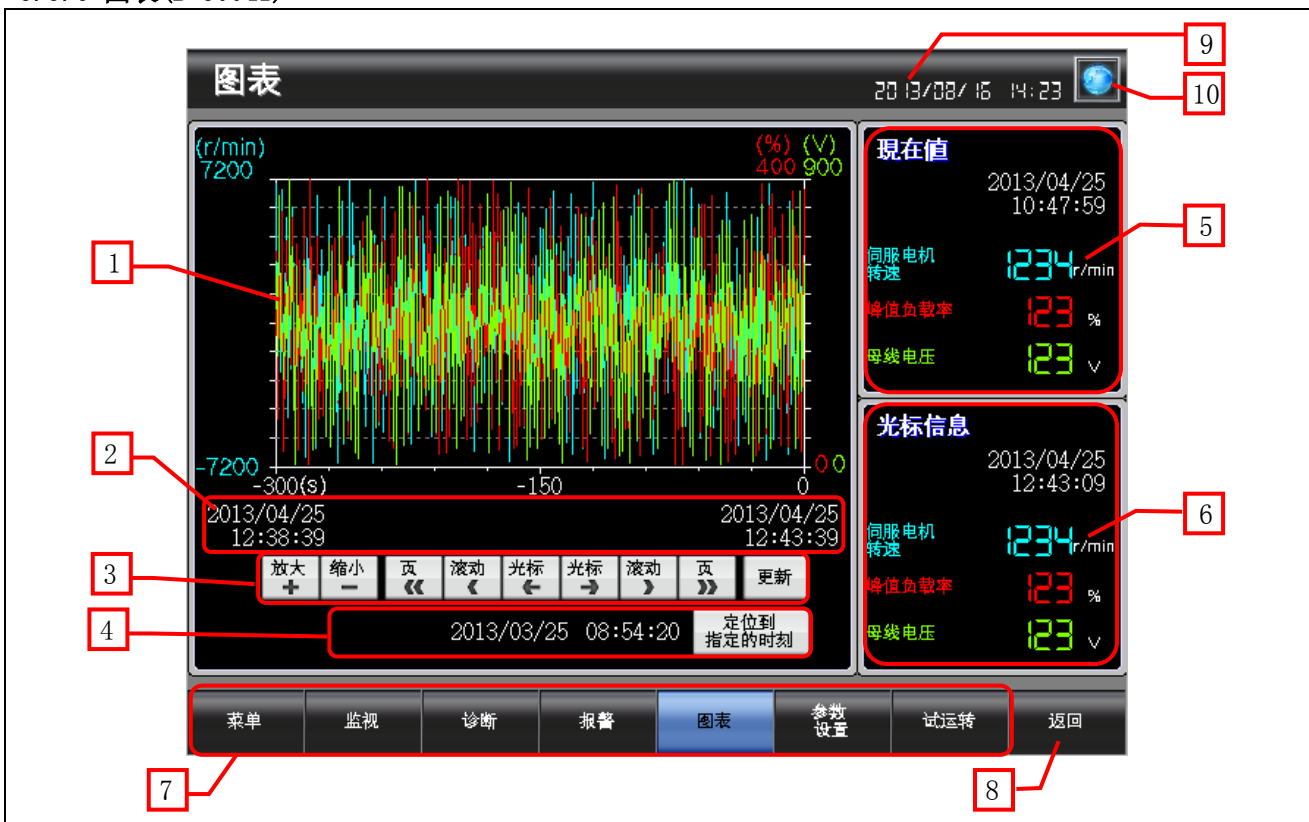 9
图表
2013/08/16 14:23
10
(r/min)
7200
(%) (V)
400 900
1
-7200
0 0
-300(s)
-150
0
2
2013/04/25
12:38:39
2013/04/25
12:43:39
3
放大
+
缩小
-
页
《
滚动
〈
光标
←
光标
→
滚动
〉
页
》
更新
4
2013/03/25 08:54:20
定位到
指定的时刻
現在値
2013/04/25
10:47:59
5
伺服电机
转速
1234 r/min
峰值负载率
123 %
母线电压
123 V
光标信息
2013/04/25
12:43:09
6
伺服电机
转速
1234 r/min
峰值负载率
123 %
母线电压
123 V
菜单
监视
诊断
报警
图表
参数
设置
试运转
返回
7
8